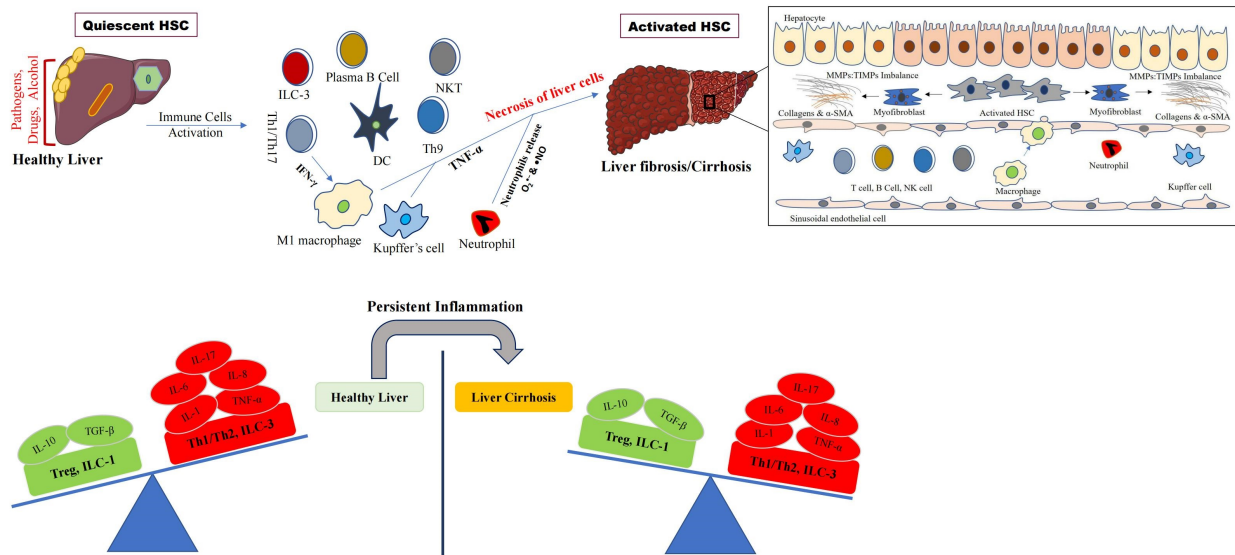 Quiescent HSC
Pathogens,
Drugs, Alcohol
Healthy Liver
Immune Cells
Activation
ILC-3
Plasma B Cell
NKT
Th1/Th17
DC
Th9
IFN-γ
M1 macrophage
Kupffer's cell
Neutrophil
TNF-α
Necrosis of liver cells
Neutrophils release
O₂•− & •NO
Activated HSC
Liver fibrosis/Cirrhosis
Hepatocyte
MMPs:TIMPs Imbalance
MMPs:TIMPs Imbalance
Collagens & α-SMA
Myofibroblast
Activated HSC
Myofibroblast
Collagens & α-SMA
Neutrophil
T cell, B Cell, NK cell
Macrophage
Kupffer cell
Sinusoidal endothelial cell
Persistent Inflammation
Healthy Liver
Liver Cirrhosis
IL-10
TGF-β
Treg, ILC-1
IL-17
IL-6
IL-8
IL-1
TNF-α
Th1/Th2, ILC-3
IL-10
TGF-β
Treg, ILC-1
IL-17
IL-6
IL-8
IL-1
TNF-α
Th1/Th2, ILC-3